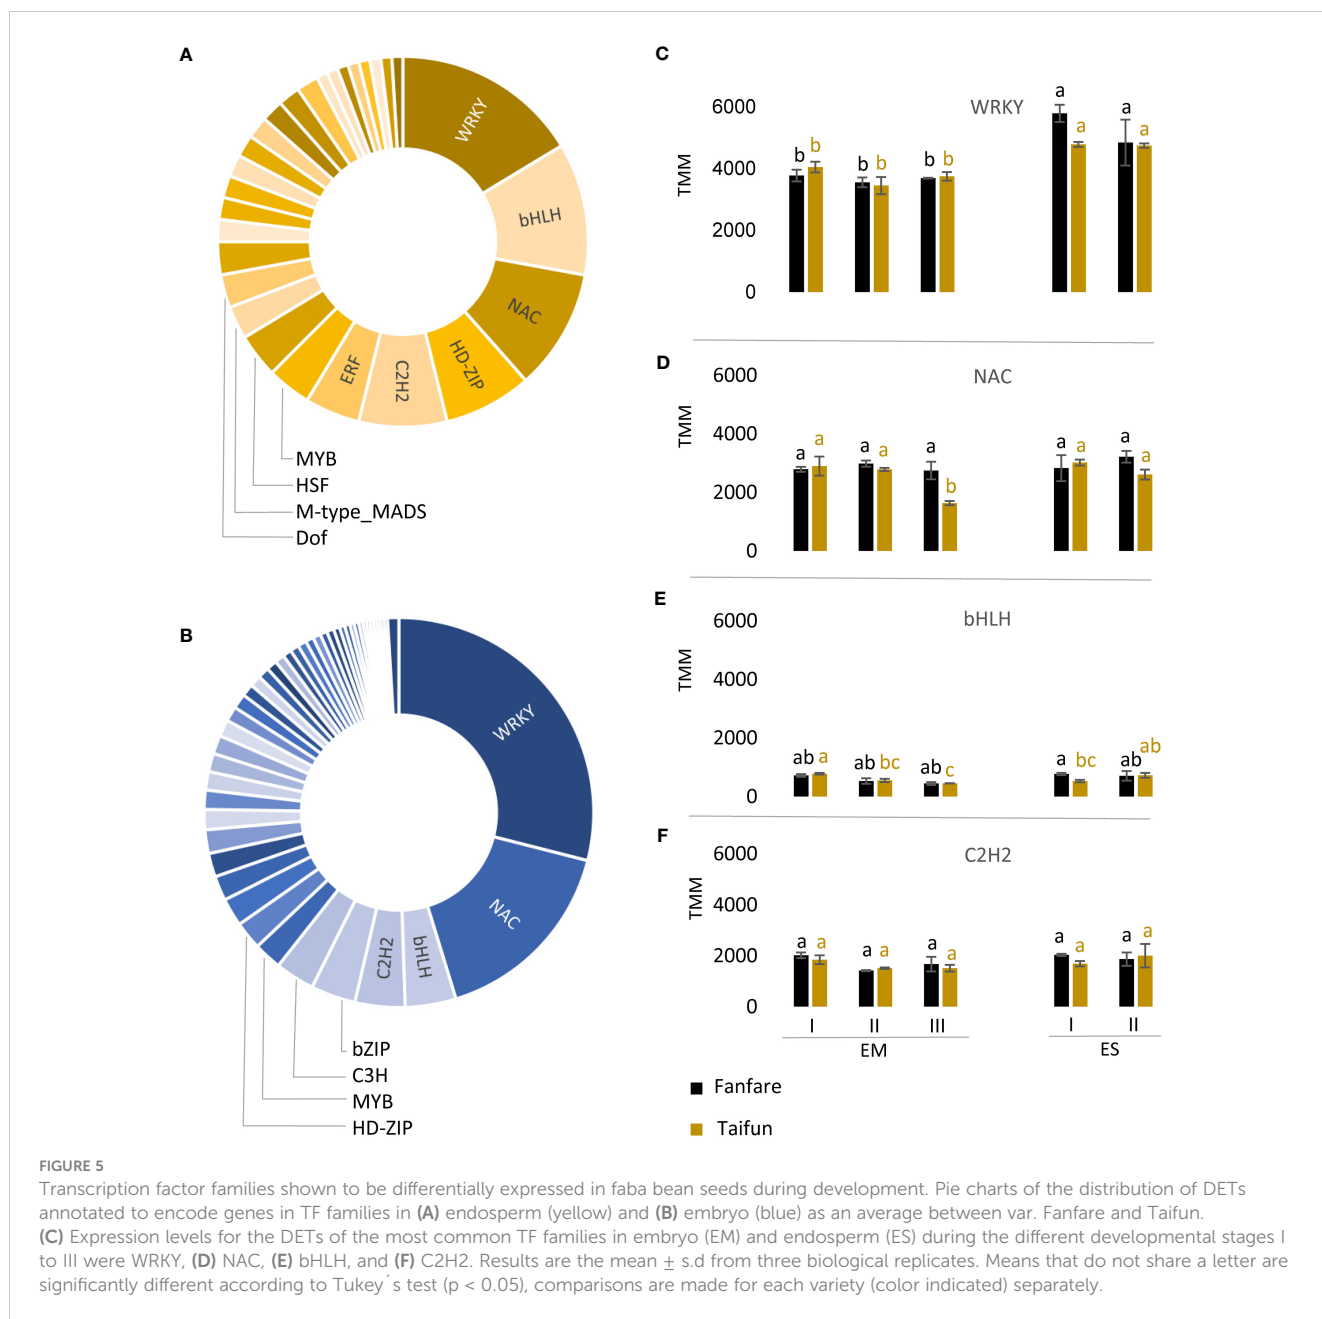 A
WRKY
bHLH
NAC
HD-ZIP
C2H2
ERF
MYB
HSF
M-type_MADS
Dof
B
WRKY
NAC
bHLH
C2H2
bZIP
C3H
MYB
HD-ZIP
C
WRKY
TMM
6000
4000
2000
0
b b b b b b a a a a
D
NAC
TMM
6000
4000
2000
0
a a a a a b a a a a
E
bHLH
TMM
6000
4000
2000
0
ab a ab bc ab c a bc ab ab
F
C2H2
TMM
6000
4000
2000
0
a a a a a a a a a a
I II III I II
EM ES
Fanfare
Taifun
FIGURE 5
Transcription factor families shown to be differentially expressed in faba bean seeds during development. Pie charts of the distribution of DETs
annotated to encode genes in TF families in (A) endosperm (yellow) and (B) embryo (blue) as an average between var. Fanfare and Taifun.
(C) Expression levels for the DETs of the most common TF families in embryo (EM) and endosperm (ES) during the different developmental stages I
to III were WRKY, (D) NAC, (E) bHLH, and (F) C2H2. Results are the mean ± s.d from three biological replicates. Means that do not share a letter are
significantly different according to Tukey´s test (p < 0.05), comparisons are made for each variety (color indicated) separately.